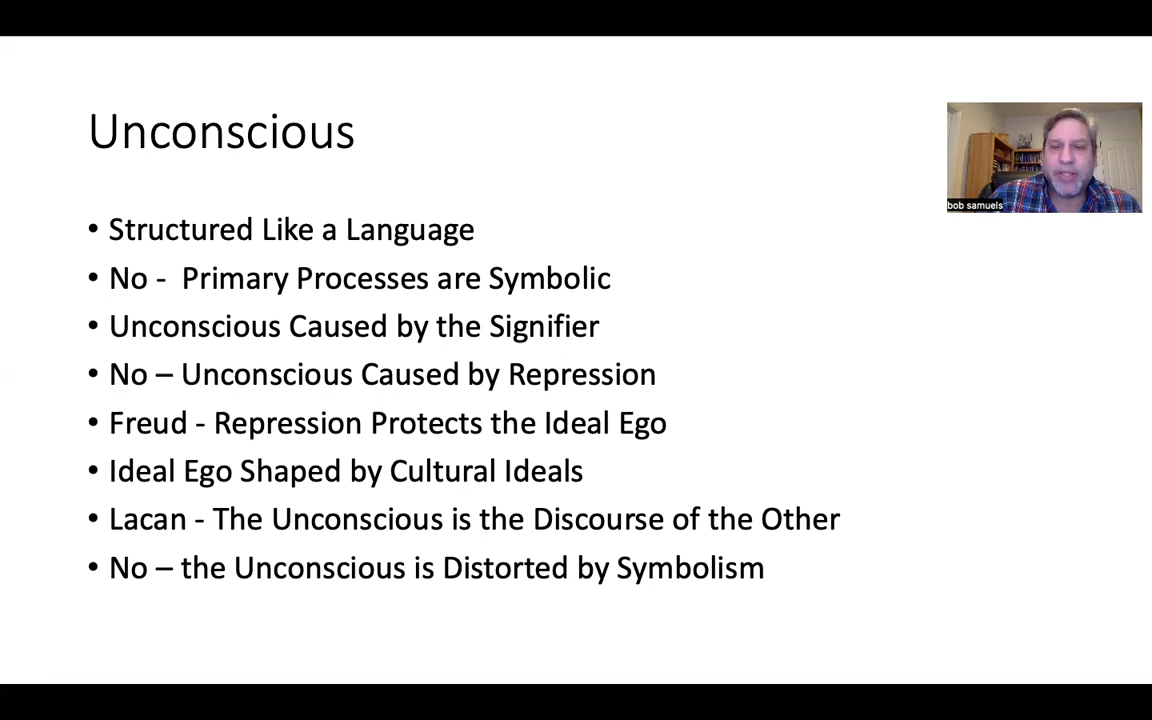 Unconscious
bob samuels
• Structured Like a Language
• No -  Primary Processes are Symbolic
• Unconscious Caused by the Signifier
• No – Unconscious Caused by Repression
• Freud - Repression Protects the Ideal Ego
• Ideal Ego Shaped by Cultural Ideals
• Lacan - The Unconscious is the Discourse of the Other
• No – the Unconscious is Distorted by Symbolism